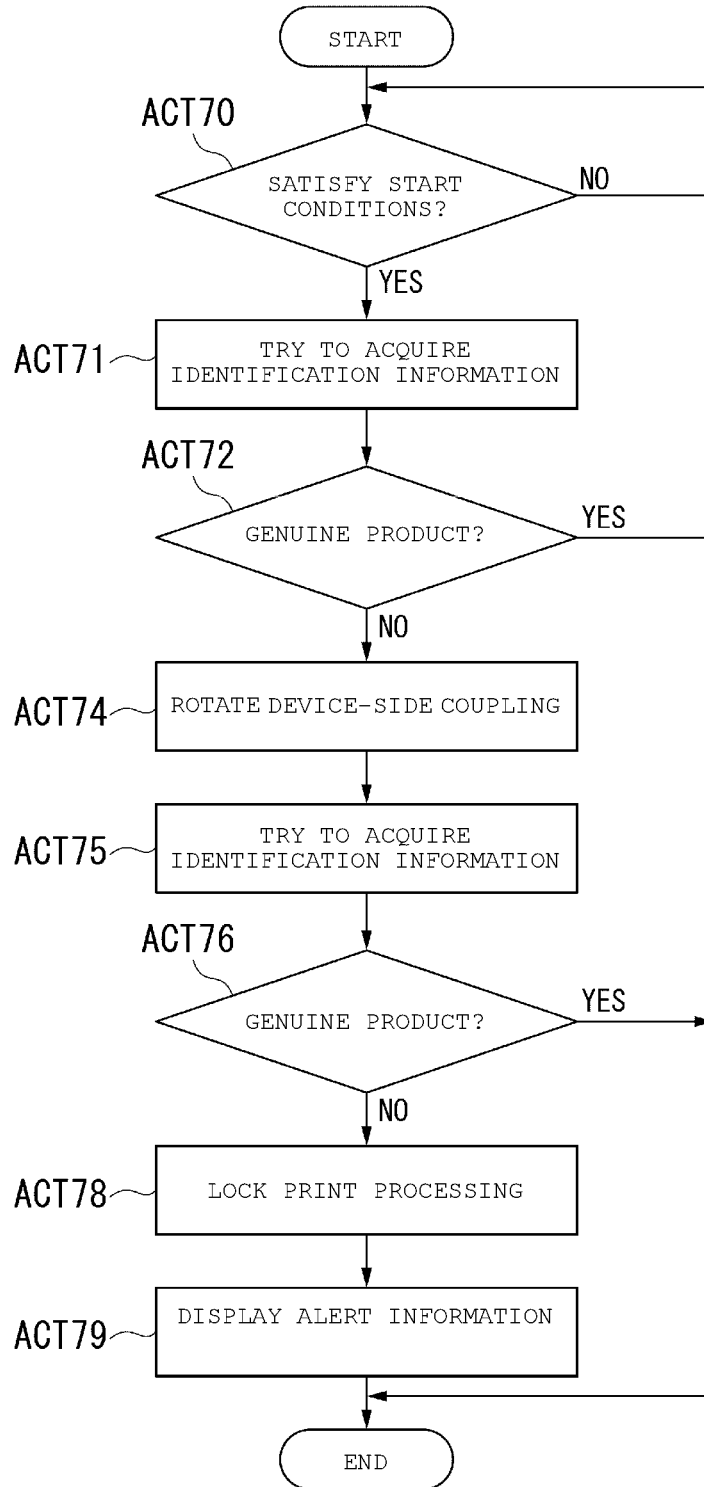 START
ACT70
SATISFY START
CONDITIONS?
NO
YES
ACT71
TRY TO ACQUIRE
IDENTIFICATION INFORMATION
ACT72
GENUINE PRODUCT?
YES
NO
ACT74
ROTATE DEVICE-SIDE COUPLING
ACT75
TRY TO ACQUIRE
IDENTIFICATION INFORMATION
ACT76
GENUINE PRODUCT?
YES
NO
ACT78
LOCK PRINT PROCESSING
ACT79
DISPLAY ALERT INFORMATION
END